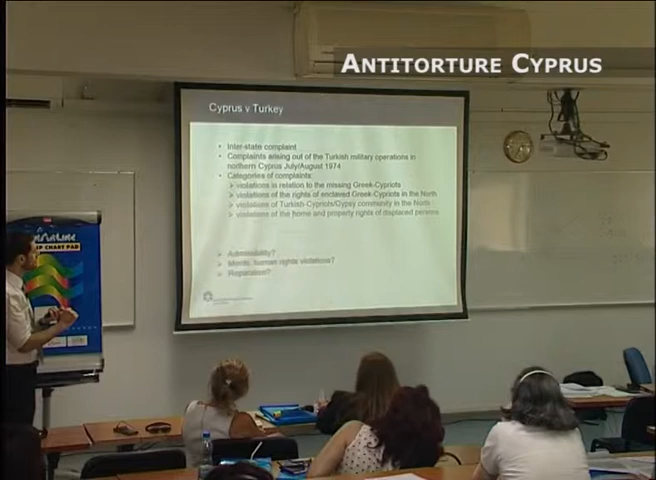 ANTITORTURE CYPRUS
Cyprus v Turkey
• Inter-state complaint
• Complaints arising out of the Turkish military operations in
northern Cyprus July/August 1974
• Categories of complaints:
➢ violations in relation to the missing Greek-Cypriots
➢ violations of the rights of enclaved Greek-Cypriots in the North
➢ violations of Turkish-Cypriots/Gypsy community in the North
➢ violations of the home and property rights of displaced persons
➢ Admissibility?
➢ Merits: human rights violations?
➢ Reparation?
FLIP CHART PAD